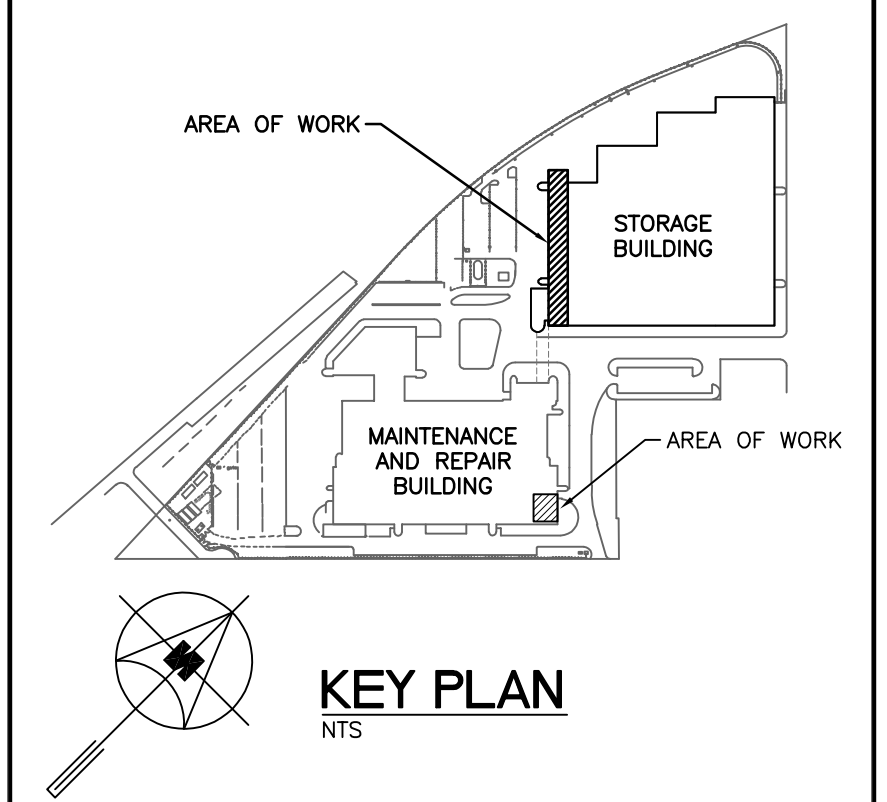 AREA OF WORK
STORAGE
BUILDING
MAINTENANCE
AND REPAIR
BUILDING
AREA OF WORK
N
KEY PLAN
NTS